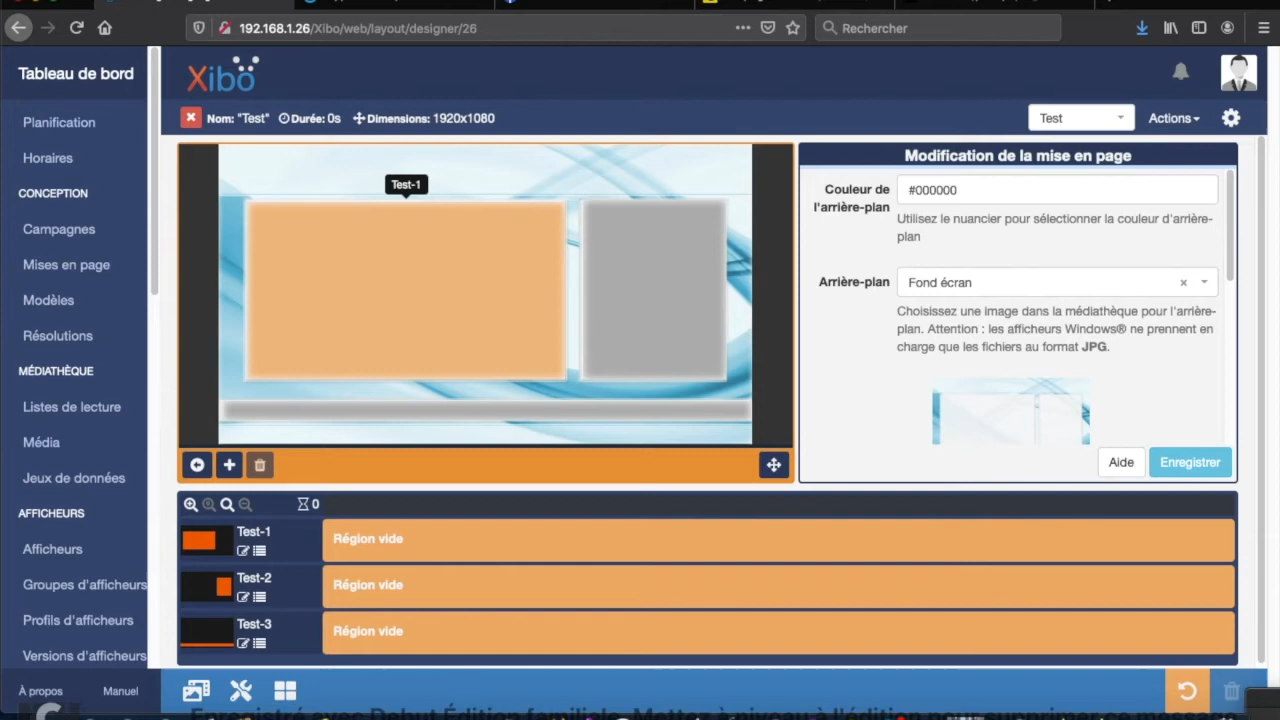 192.168.1.26/Xibo/web/layout/designer/26
Rechercher
Tableau de bord
Planification
Horaires
CONCEPTION
Campagnes
Mises en page
Modèles
Résolutions
MÉDIATHÈQUE
Listes de lecture
Média
Jeux de données
AFFICHEURS
Afficheurs
Groupes d'afficheurs
Profils d'afficheurs
Versions d'afficheurs
À propos
Manuel
Xibo
Nom: "Test" Durée: 0s Dimensions: 1920x1080
Test
Actions
Test-1
Modification de la mise en page
Couleur de
l'arrière-plan
#000000
Utilisez le nuancier pour sélectionner la couleur d'arrière-
plan
Arrière-plan
Fond écran
×
Choisissez une image dans la médiathèque pour l'arrière-
plan. Attention : les afficheurs Windows® ne prennent en
charge que les fichiers au format JPG.
Aide
Enregistrer
0
Test-1
Région vide
Test-2
Région vide
Test-3
Région vide